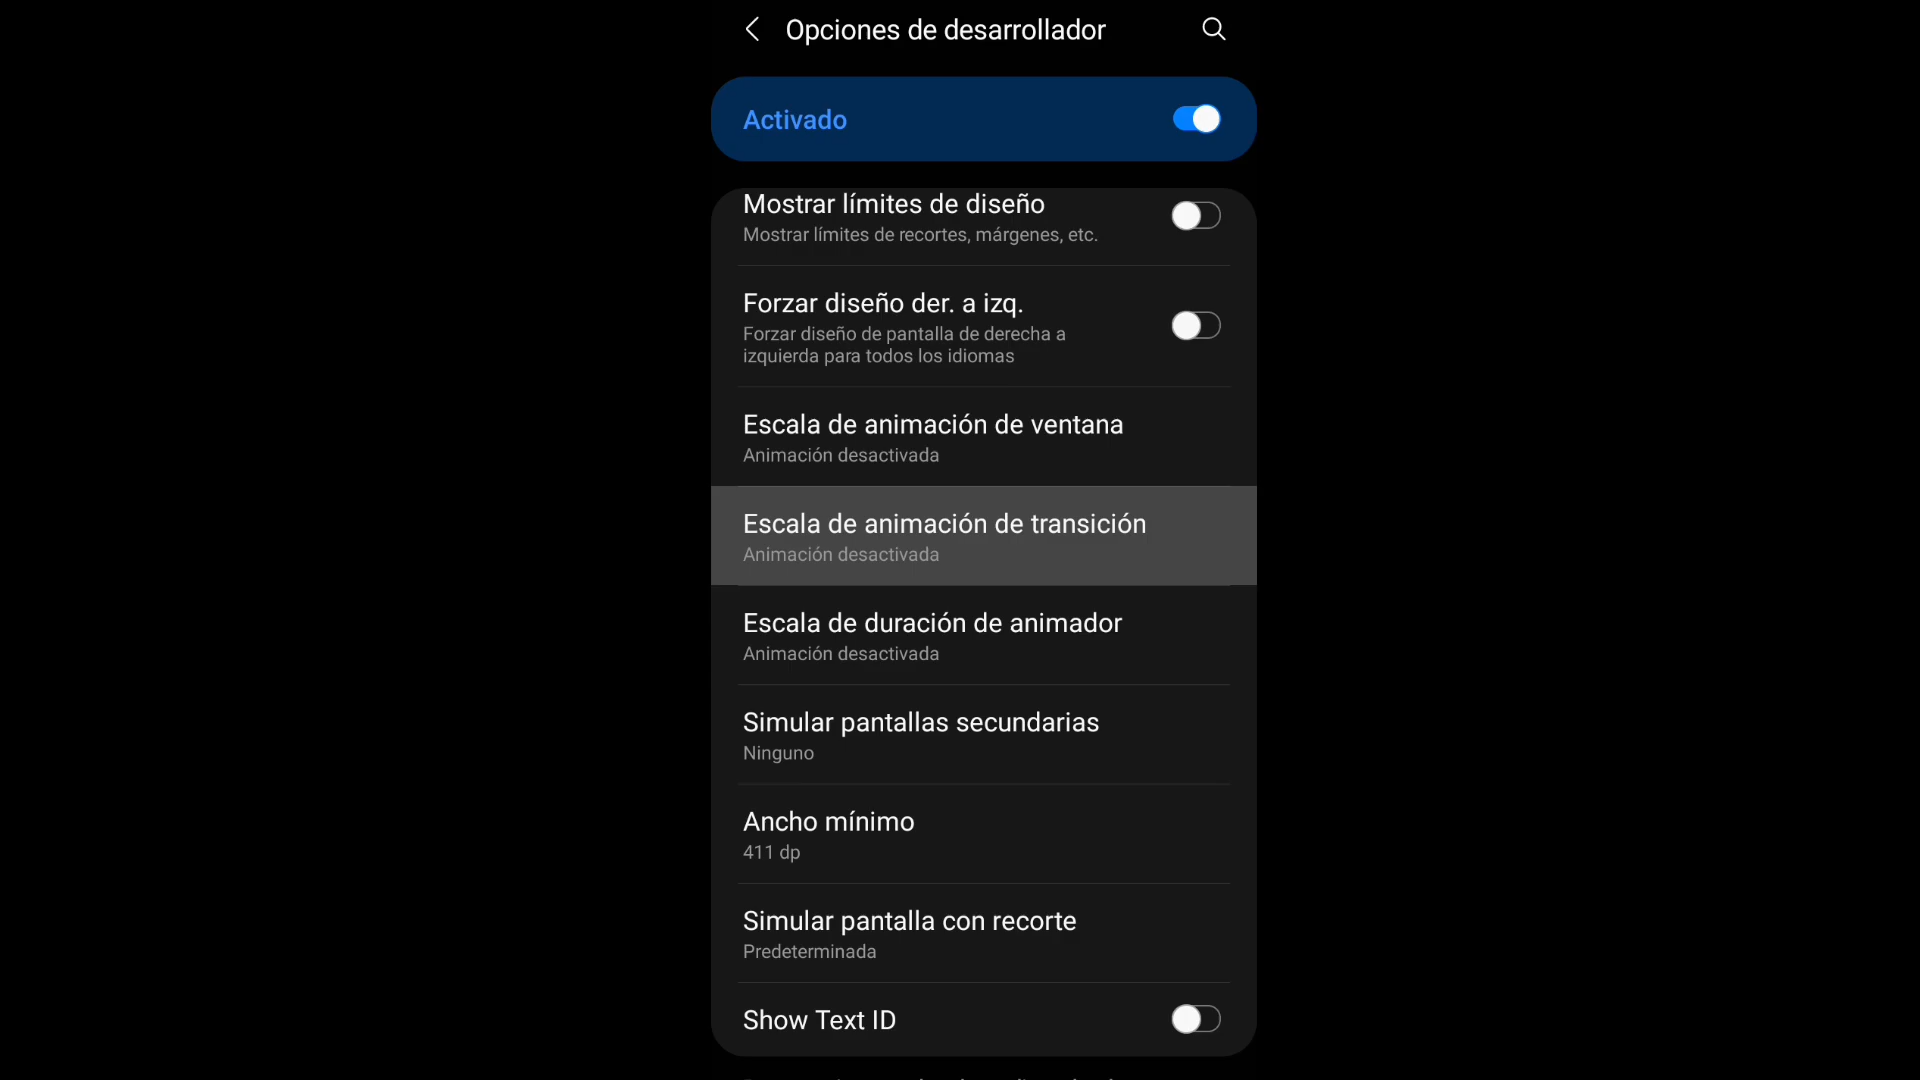 Opciones de desarrollador
Activado
Mostrar límites de diseño
Mostrar límites de recortes, márgenes, etc.
Forzar diseño der. a izq.
Forzar diseño de pantalla de derecha a
izquierda para todos los idiomas
Escala de animación de ventana
Animación desactivada
Escala de animación de transición
Animación desactivada
Escala de duración de animador
Animación desactivada
Simular pantallas secundarias
Ninguno
Ancho mínimo
411 dp
Simular pantalla con recorte
Predeterminada
Show Text ID